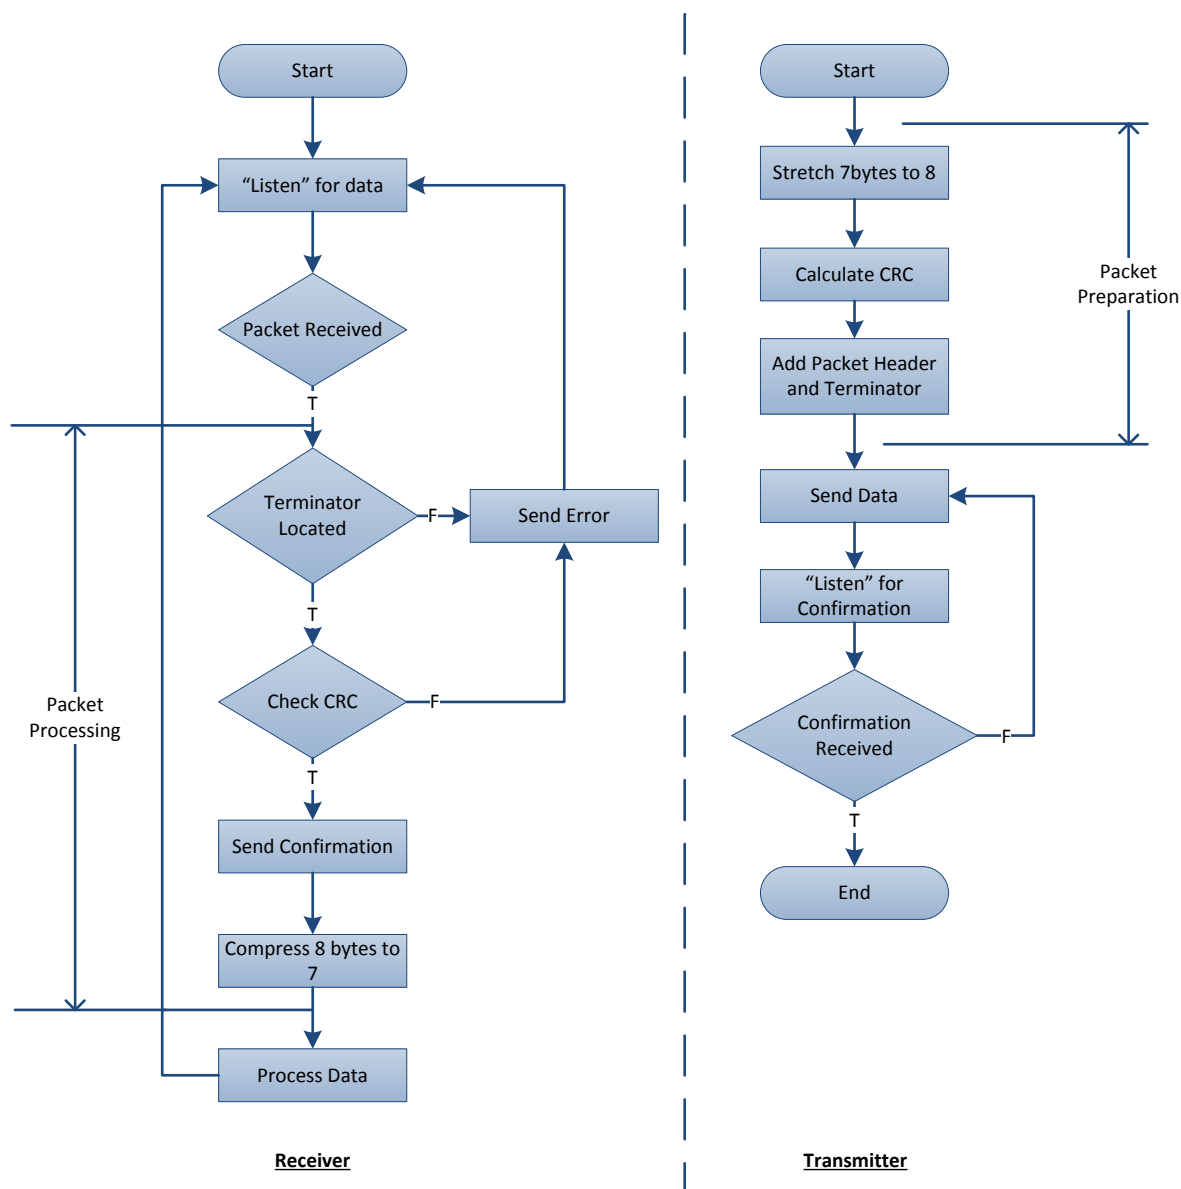 Start
“Listen” for data
Packet Received
T
Terminator
Located
F
Send Error
T
Check CRC
F
T
Send Confirmation
Compress 8 bytes to
7
Process Data
Packet
Processing
Receiver
Start
Stretch 7bytes to 8
Calculate CRC
Add Packet Header
and Terminator
Packet
Preparation
Send Data
“Listen” for
Confirmation
Confirmation
Received
F
T
End
Transmitter